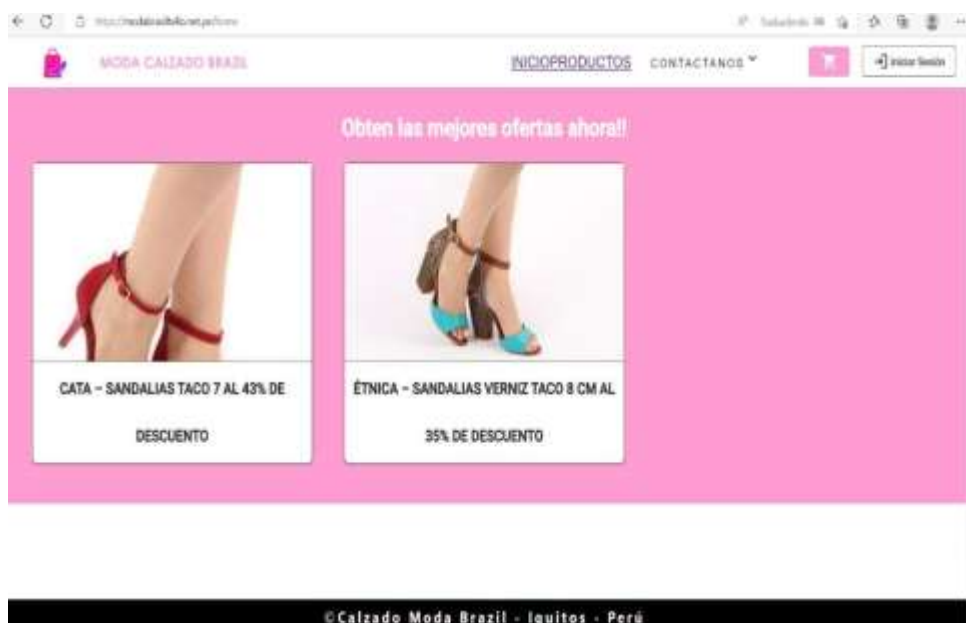 MODA CALZADO BRAZIL
INICIOPRODUCTOS CONTACTANOS
Iniciar Sesión
Obten las mejores ofertas ahora!!
CATA – SANDALIAS TACO 7 AL 43% DE
DESCUENTO
ÉTNICA – SANDALIAS VERNIZ TACO 8 CM AL
35% DE DESCUENTO
©Calzado Moda Brazil - Iquitos - Perú